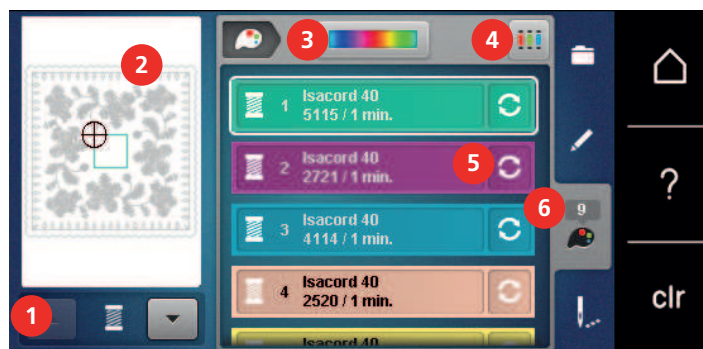 3
4
2
1 Isacord 40
5115 / 1 min.
5
2 Isacord 40
2721 / 1 min.
6
9
3 Isacord 40
4114 / 1 min.
4 Isacord 40
2520 / 1 min.
Isacord 40
1
?
clr